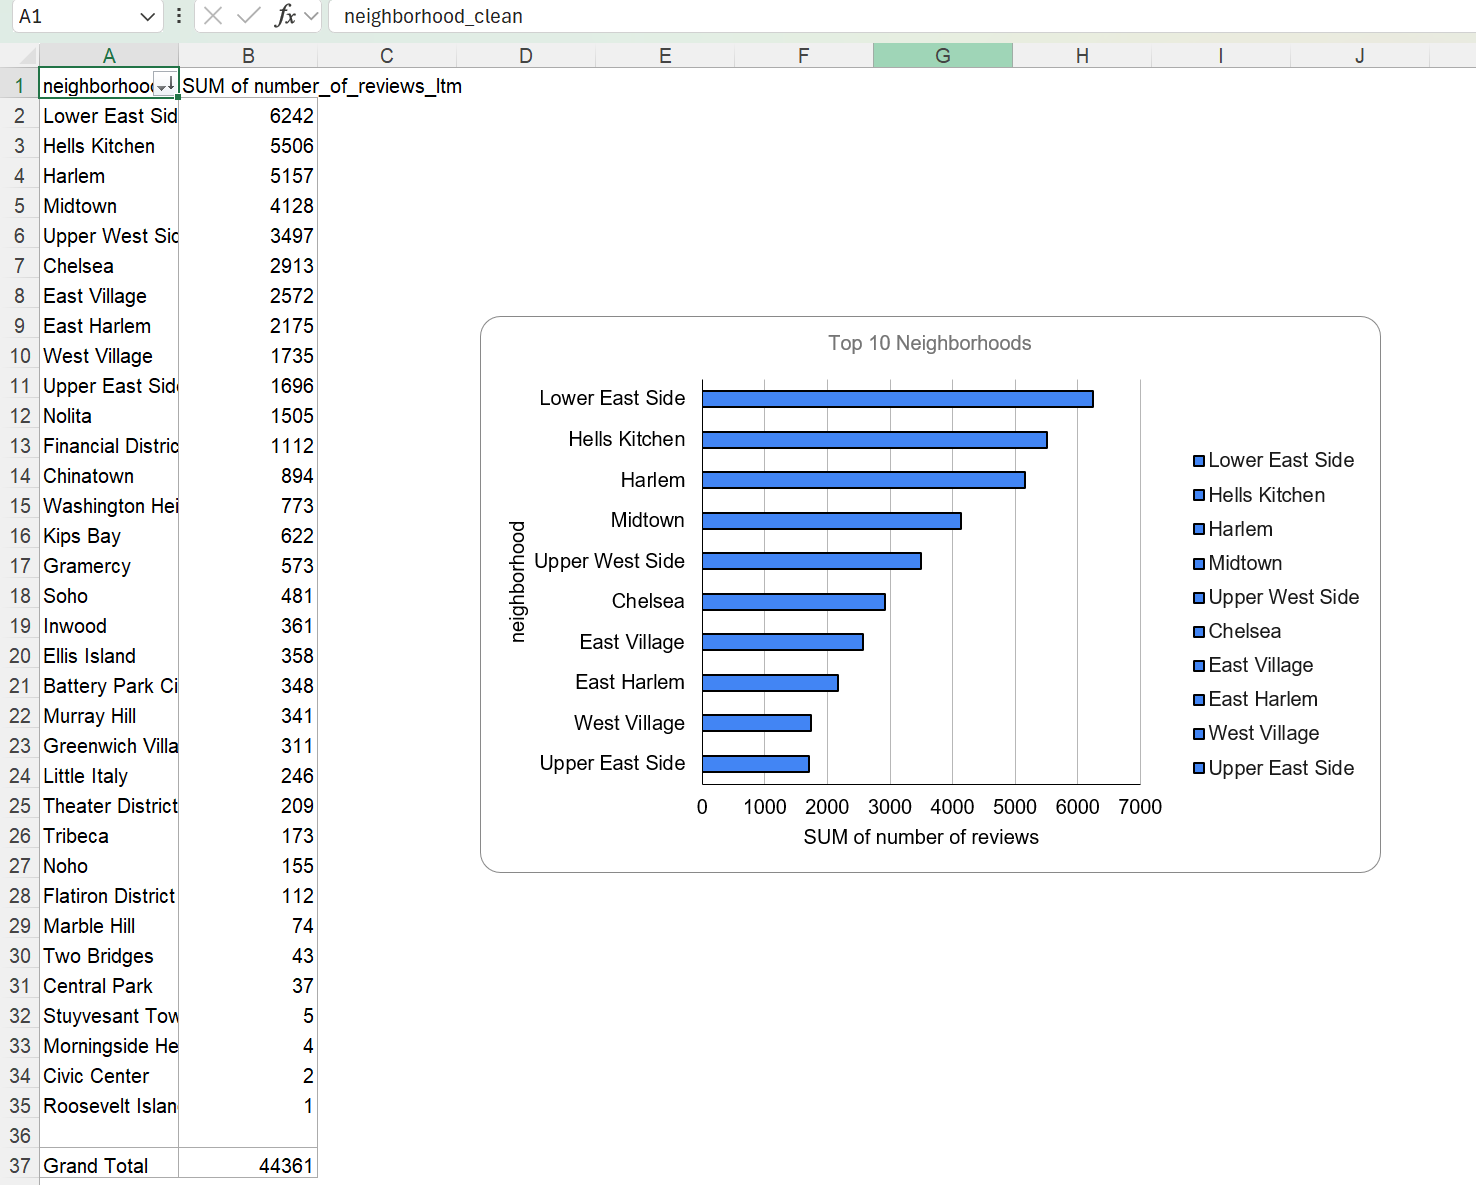 A1 fx neighborhood_clean
A B C D E F G H I J
1 neighborhood SUM of number_of_reviews_ltm
2 Lower East Sid 6242
3 Hells Kitchen 5506
4 Harlem 5157
5 Midtown 4128
6 Upper West Sid 3497
7 Chelsea 2913
8 East Village 2572
9 East Harlem 2175
10 West Village 1735
11 Upper East Side 1696
12 Nolita 1505
13 Financial Distric 1112
14 Chinatown 894
15 Washington Hei 773
16 Kips Bay 622
17 Gramercy 573
18 Soho 481
19 Inwood 361
20 Ellis Island 358
21 Battery Park Ci 348
22 Murray Hill 341
23 Greenwich Villa 311
24 Little Italy 246
25 Theater District 209
26 Tribeca 173
27 Noho 155
28 Flatiron District 112
29 Marble Hill 74
30 Two Bridges 43
31 Central Park 37
32 Stuyvesant Tow 5
33 Morningside He 4
34 Civic Center 2
35 Roosevelt Islan 1
36
37 Grand Total 44361
Top 10 Neighborhoods
neighborhood
Lower East Side
Hells Kitchen
Harlem
Midtown
Upper West Side
Chelsea
East Village
East Harlem
West Village
Upper East Side
0 1000 2000 3000 4000 5000 6000 7000
SUM of number of reviews
Lower East Side
Hells Kitchen
Harlem
Midtown
Upper West Side
Chelsea
East Village
East Harlem
West Village
Upper East Side